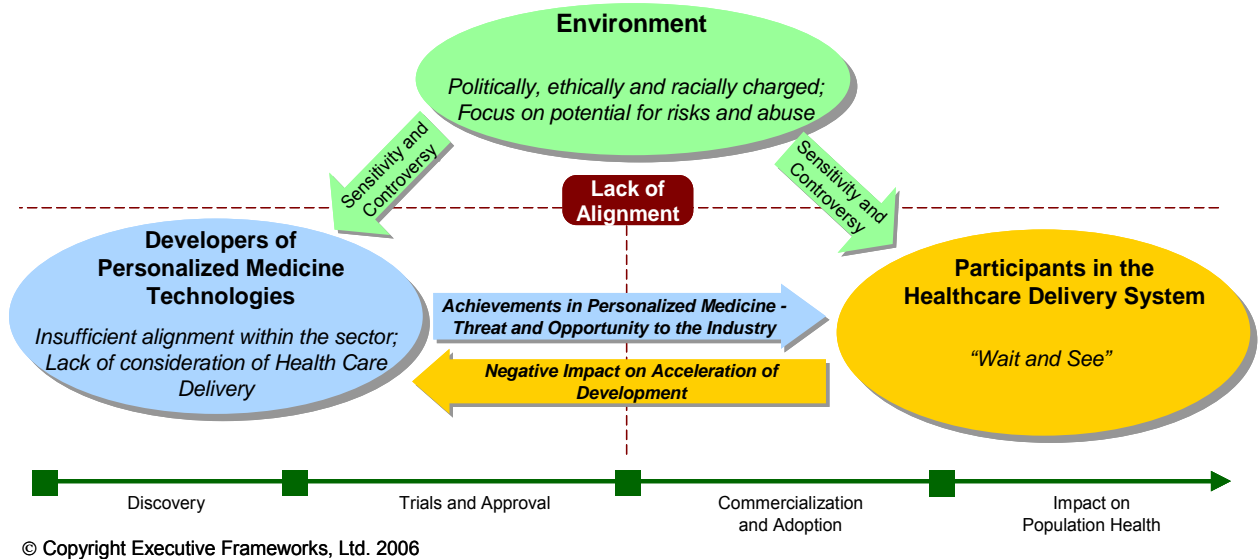 Environment
Politically, ethically and racially charged;
Focus on potential for risks and abuse
Sensitivity and
Controversy
Sensitivity and
Controversy
Lack of
Alignment
Developers of
Personalized Medicine
Technologies
Insufficient alignment within the sector;
Lack of consideration of Health Care
Delivery
Achievements in Personalized Medicine -
Threat and Opportunity to the Industry
Negative Impact on Acceleration of
Development
Participants in the
Healthcare Delivery System
“Wait and See”
Discovery
Trials and Approval
Commercialization
and Adoption
Impact on
Population Health
© Copyright Executive Frameworks, Ltd. 2006